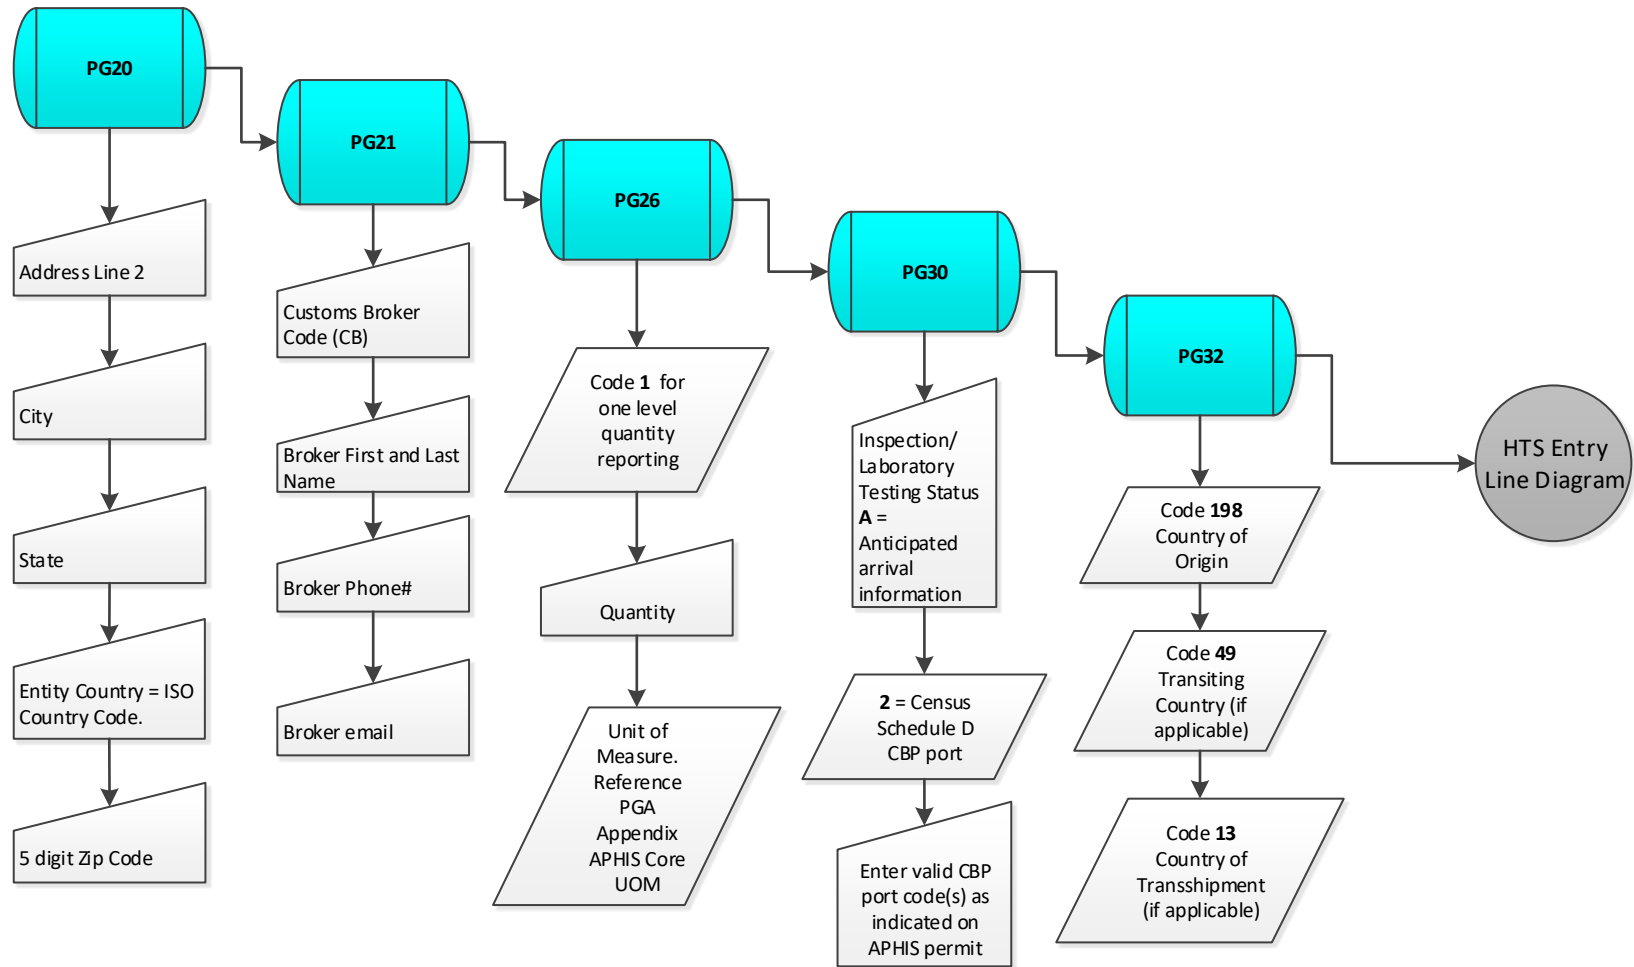 PG20
Address Line 2
City
State
Entity Country = ISO
Country Code.
5 digit Zip Code
PG21
Customs Broker
Code (CB)
Broker First and Last
Name
Broker Phone#
Broker email
PG26
Code 1 for
one level
quantity
reporting
Quantity
Unit of
Measure.
Reference
PGA
Appendix
APHIS Core
UOM
PG30
Inspection/
Laboratory
Testing Status
A =
Anticipated
arrival
information
2 = Census
Schedule D
CBP port
Enter valid CBP
port code(s) as
indicated on
APHIS permit
PG32
Code 198
Country of
Origin
Code 49
Transiting
Country (if
applicable)
Code 13
Country of
Transshipment
(if applicable)
HTS Entry
Line Diagram